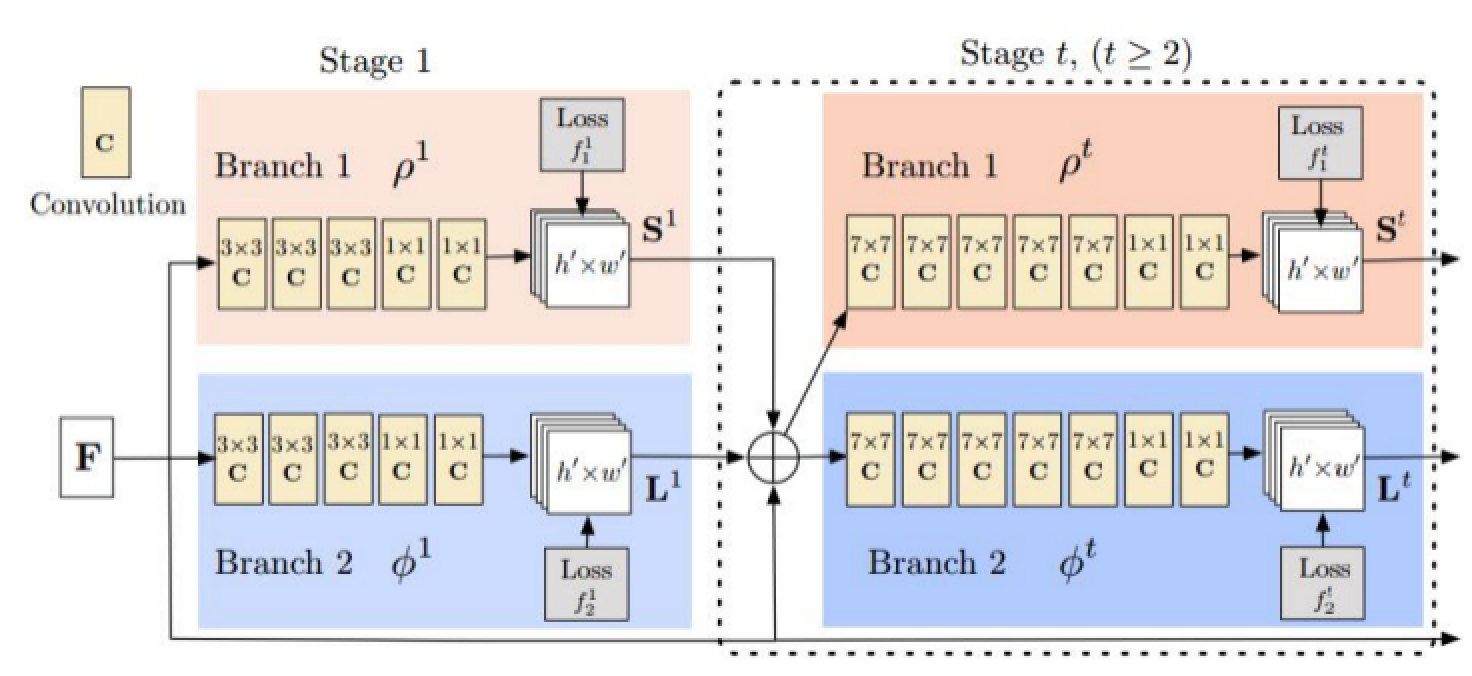 Stage 1
Stage t, (t ≥ 2)
C
Convolution
Branch 1 ρ¹
Loss
f₁¹
3×3 3×3 3×3 1×1 1×1
C C C C C
h′×w′
S¹
Branch 1 ρᵗ
Loss
f₁ᵗ
7×7 7×7 7×7 7×7 7×7 1×1 1×1
C C C C C C C
h′×w′
Sᵗ
F
3×3 3×3 3×3 1×1 1×1
C C C C C
h′×w′
L¹
Branch 2 ϕ¹
Loss
f₂¹
7×7 7×7 7×7 7×7 7×7 1×1 1×1
C C C C C C C
h′×w′
Lᵗ
Branch 2 ϕᵗ
Loss
f₂ᵗ